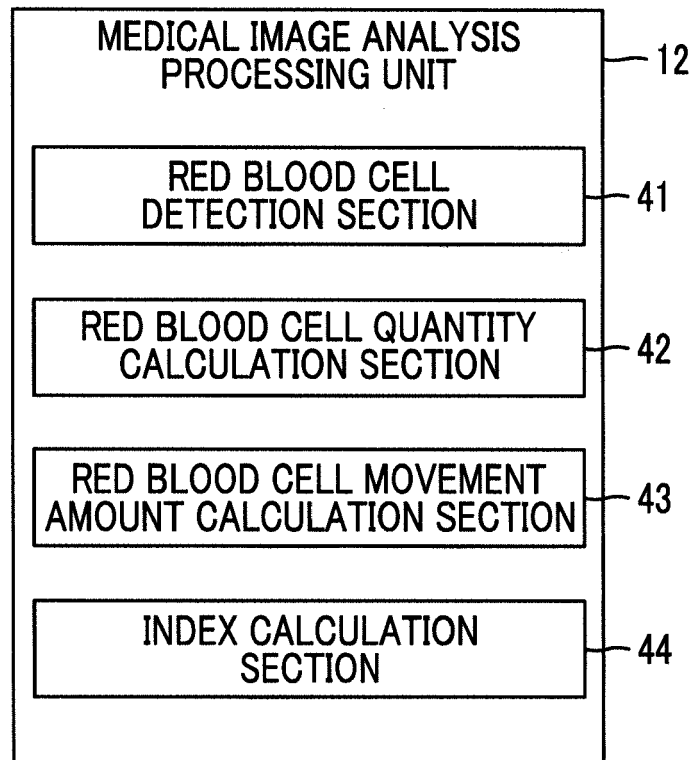 MEDICAL IMAGE ANALYSIS
PROCESSING UNIT
12
RED BLOOD CELL
DETECTION SECTION
41
RED BLOOD CELL QUANTITY
CALCULATION SECTION
42
RED BLOOD CELL MOVEMENT
AMOUNT CALCULATION SECTION
43
INDEX CALCULATION
SECTION
44